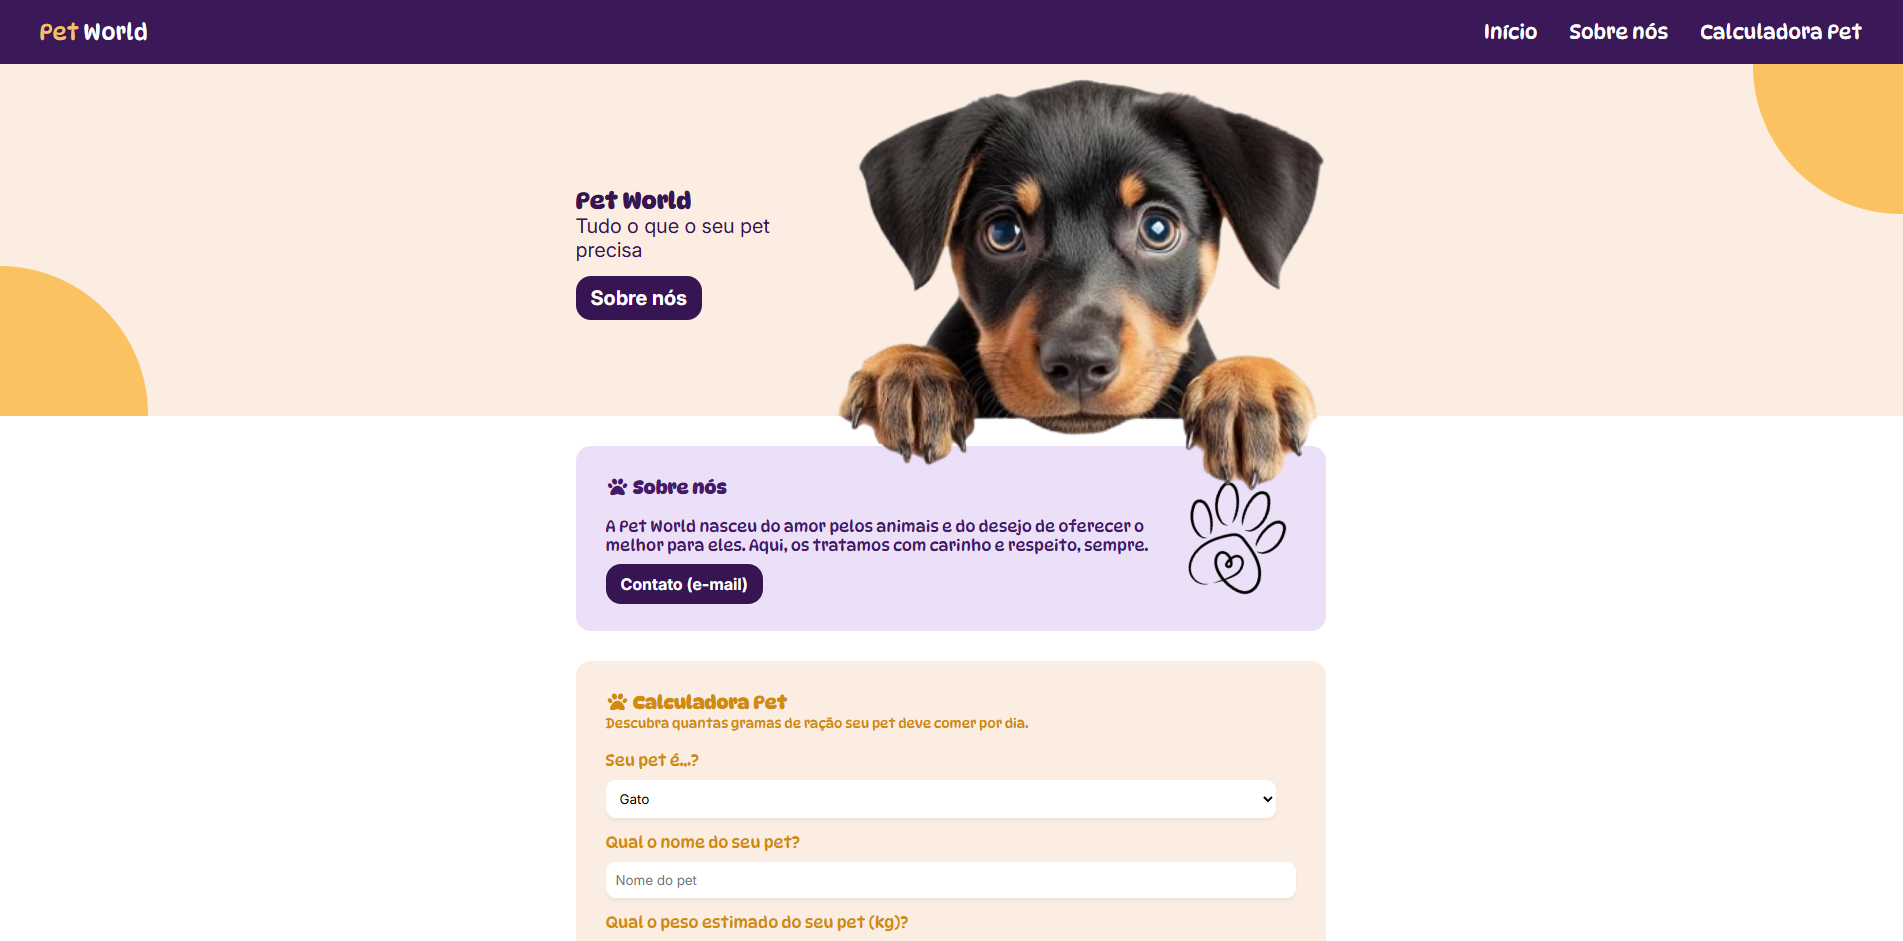 Pet World
Início
Sobre nós
Calculadora Pet
Pet World
Tudo o que o seu pet
precisa
Sobre nós
Sobre nós
A Pet World nasceu do amor pelos animais e do desejo de oferecer o
melhor para eles. Aqui, os tratamos com carinho e respeito, sempre.
Contato (e-mail)
Calculadora Pet
Descubra quantas gramas de ração seu pet deve comer por dia.
Seu pet é...?
Gato
Qual o nome do seu pet?
Nome do pet
Qual o peso estimado do seu pet (kg)?